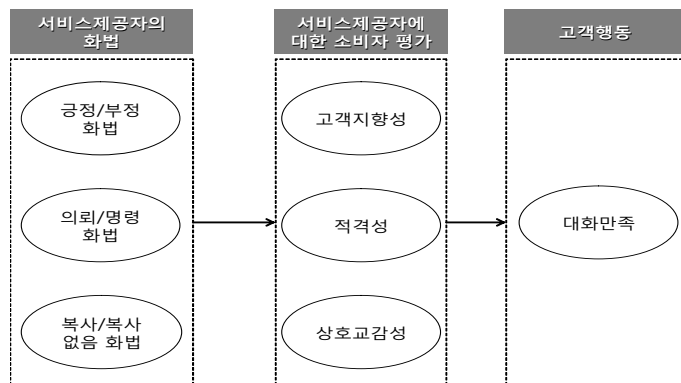 서비스제공자의
화법
서비스제공자에
대한 소비자 평가
고객행동
긍정/부정
화법
고객지향성
의뢰/명령
화법
적격성
대화만족
복사/복사
없음 화법
상호교감성